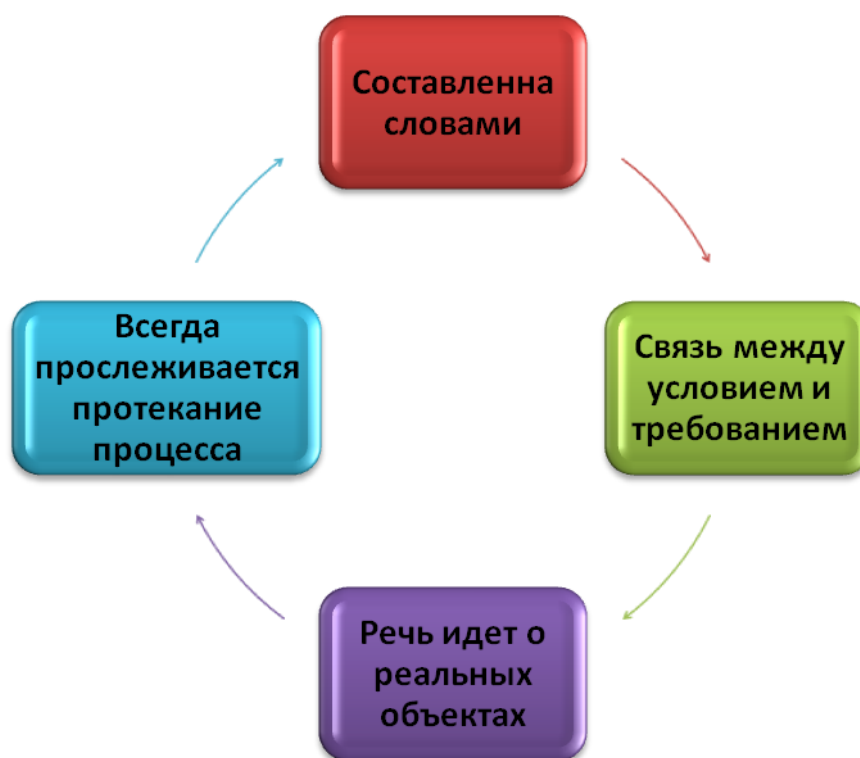 Составленна
словами
Связь между
условием и
требованием
Речь идет о
реальных
объектах
Всегда
прослеживается
протекание
процесса